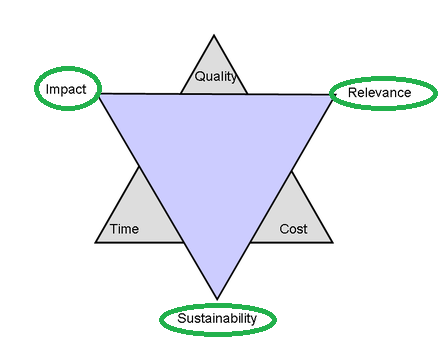 Quality
Impact
Relevance
Time
Cost
Sustainability